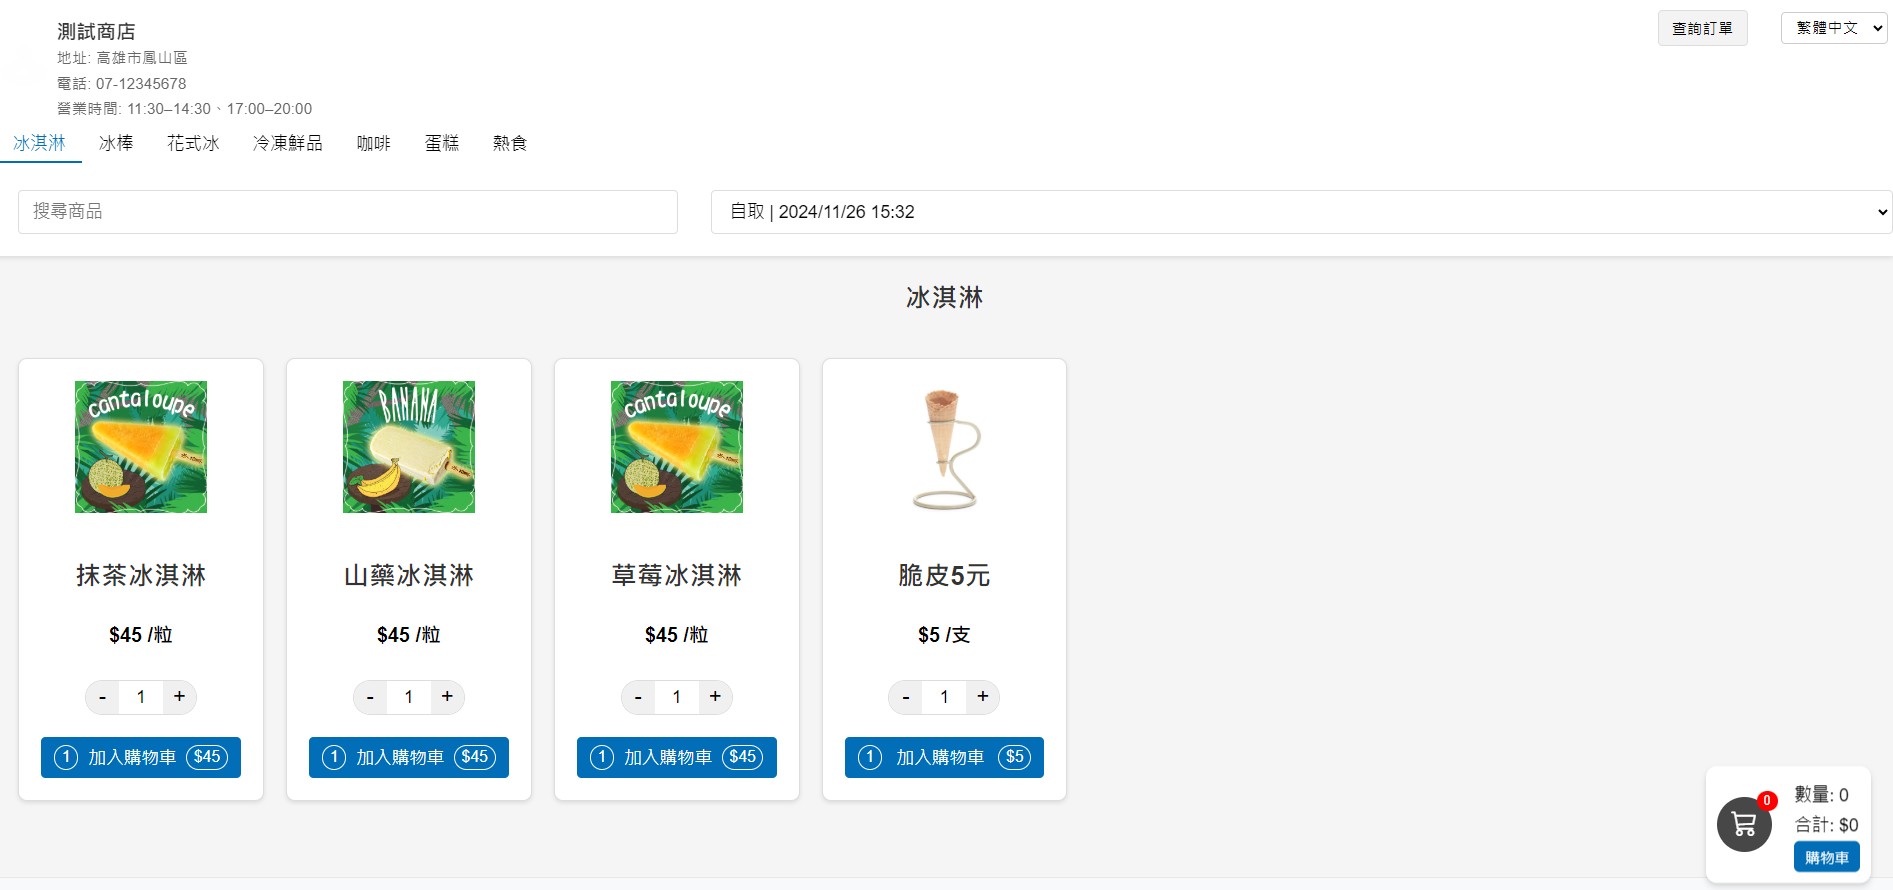 測試商店
地址: 高雄市鳳山區
電話: 07-12345678
營業時間: 11:30–14:30、17:00–20:00
查詢訂單
繁體中文
冰淇淋 冰棒 花式冰 冷凍鮮品 咖啡 蛋糕 熱食
搜尋商品
自取 | 2024/11/26 15:32
冰淇淋
cantaloupe
BANANA
cantaloupe
抹茶冰淇淋
山藥冰淇淋
草莓冰淇淋
脆皮5元
$45 /粒
$45 /粒
$45 /粒
$5 /支
- 1 +
- 1 +
- 1 +
- 1 +
1 加入購物車 $45
1 加入購物車 $45
1 加入購物車 $45
1 加入購物車 $5
0
數量: 0
合計: $0
購物車